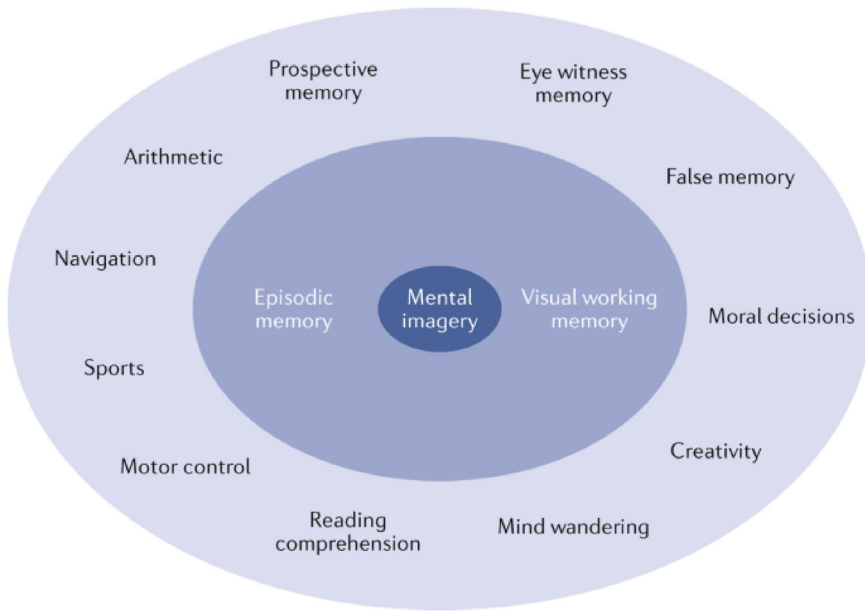 Prospective
memory
Eye witness
memory
Arithmetic
False memory
Navigation
Episodic
memory
Mental
imagery
Visual working
memory
Moral decisions
Sports
Creativity
Motor control
Reading
comprehension
Mind wandering